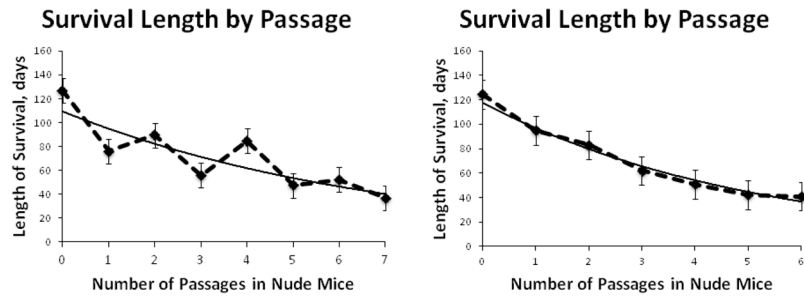 Survival Length by Passage
Length of Survival, days
160
140
120
100
80
60
40
20
0
0 1 2 3 4 5 6 7
Number of Passages in Nude Mice
Survival Length by Passage
Length of Survival, days
160
140
120
100
80
60
40
20
0
0 1 2 3 4 5 6
Number of Passages in Nude Mice